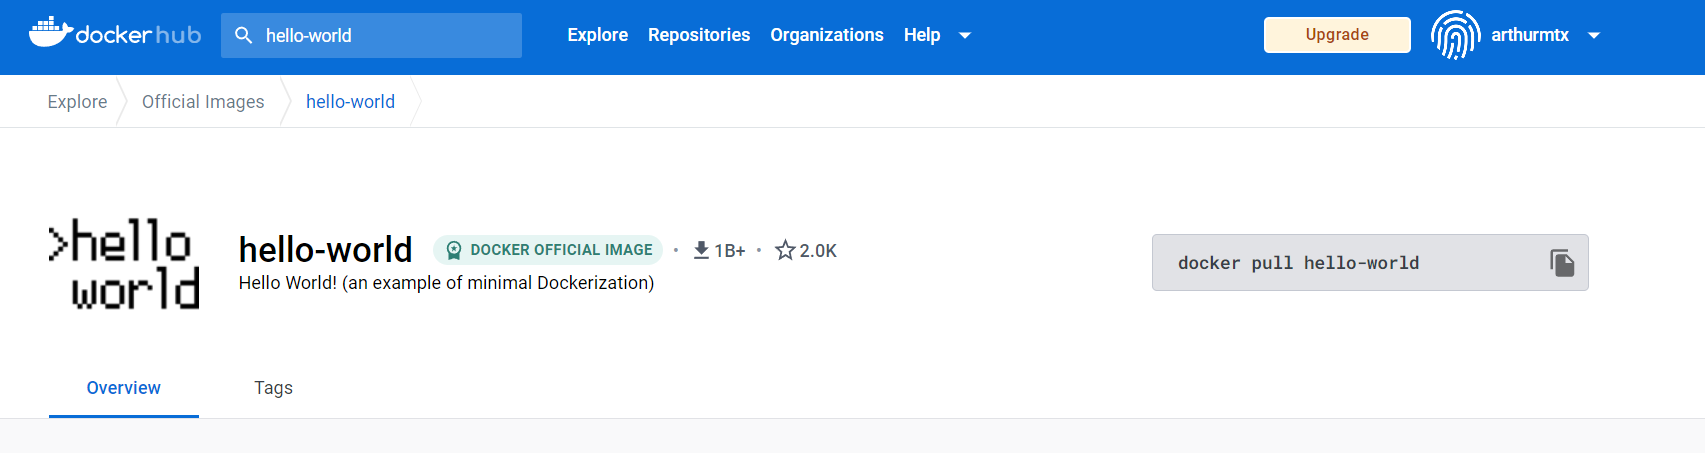 docker hub
hello-world
Explore Repositories Organizations Help
Upgrade
arthurmtx
Explore Official Images hello-world
>hello
world
hello-world DOCKER OFFICIAL IMAGE · 1B+ · 2.0K
Hello World! (an example of minimal Dockerization)
docker pull hello-world
Overview Tags